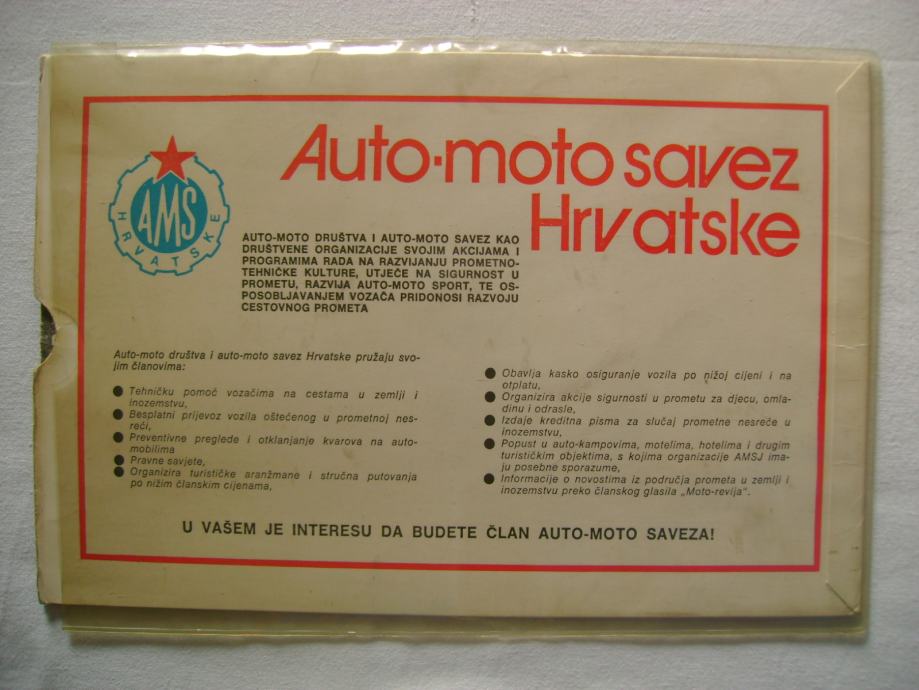 Auto-moto savez
Hrvatske
AMS
HRVATSKE
AUTO-MOTO DRUŠTVA I AUTO-MOTO SAVEZ KAO
DRUŠTVENE ORGANIZACIJE SVOJIM AKCIJAMA I
PROGRAMIMA RADA NA RAZVIJANJU PROMETNO-
TEHNIČKE KULTURE, UTJEČE NA SIGURNOST U
PROMETU, RAZVIJA AUTO-MOTO SPORT, TE OS-
POSOBLJAVANJEM VOZAČA PRIDONOSI RAZVOJU
CESTOVNOG PROMETA
Auto-moto društva i auto-moto savez Hrvatske pružaju svo-
jim članovima:
● Tehničku pomoć vozačima na cestama u zemlji i
inozemstvu,
● Besplatni prijevoz vozila oštećenog u prometnoj nes-
reći,
● Preventivne preglede i otklanjanje kvarova na auto-
mobilima
● Pravne savjete,
● Organizira turističke aranžmane i stručna putovanja
po nižim članskim cijenama,
● Obavlja kasko osiguranje vozila po nižoj cijeni i na
otplatu,
● Organizira akcije sigurnosti u prometu za djecu, omla-
dinu i odrasle,
● Izdaje kreditna pisma za slučaj prometne nesreće u
inozemstvu,
● Popust u auto-kampovima, motelima, hotelima i drugim
turističkim objektima, s kojima organizacije AMSJ ima-
ju posebne sporazume,
● Informacije o novostima iz područja prometa u zemlji i
inozemstvu preko članskog glasila „Moto-revija".
U VAŠEM JE INTERESU DA BUDETE ČLAN AUTO-MOTO SAVEZA!